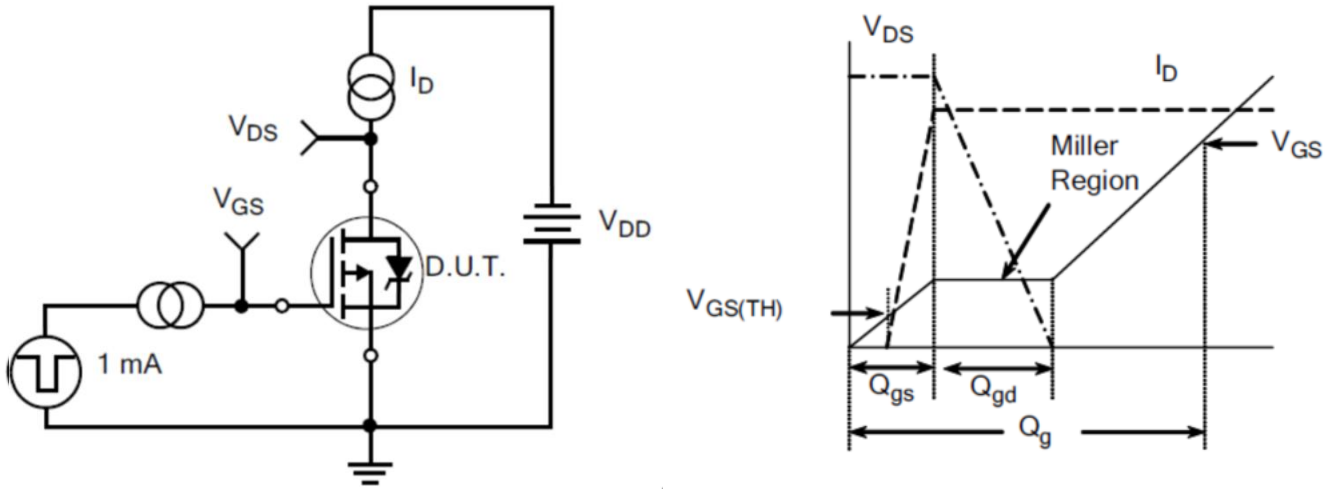 I_D
V_DS
V_GS
V_DD
D.U.T.
1 mA
V_DS
I_D
Miller
Region
V_GS
V_GS(TH)
Q_gs
Q_gd
Q_g